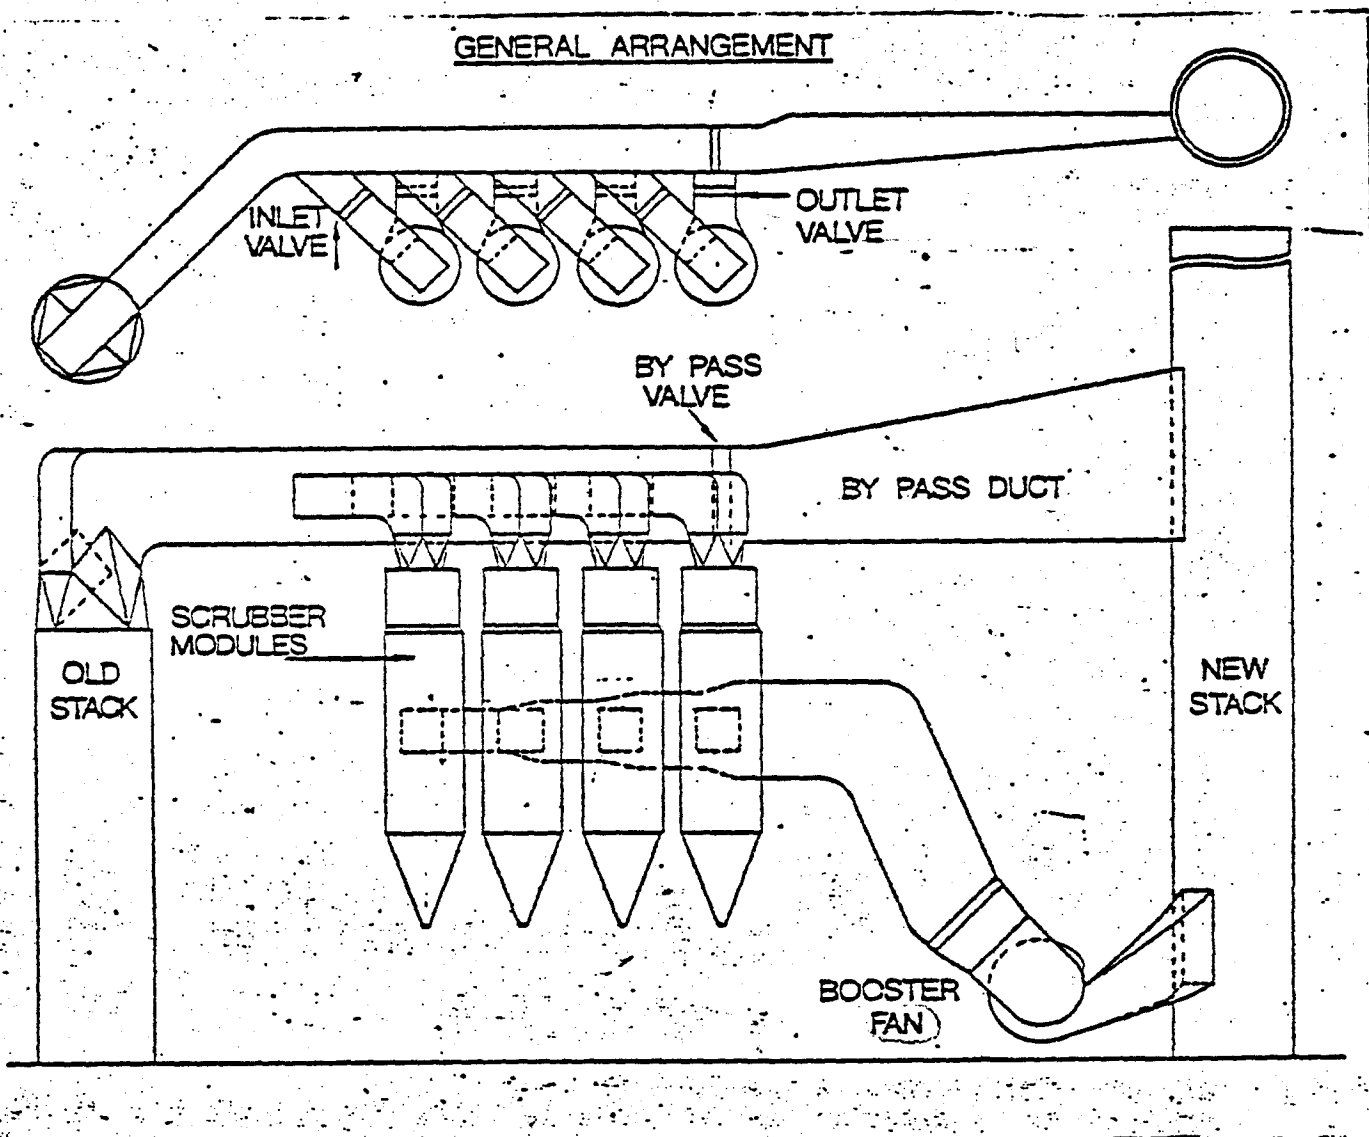 GENERAL ARRANGEMENT
INLET
VALVE
OUTLET
VALVE
BY PASS
VALVE
BY PASS DUCT
SCRUBBER
MODULES
OLD
STACK
NEW
STACK
BOOSTER
FAN